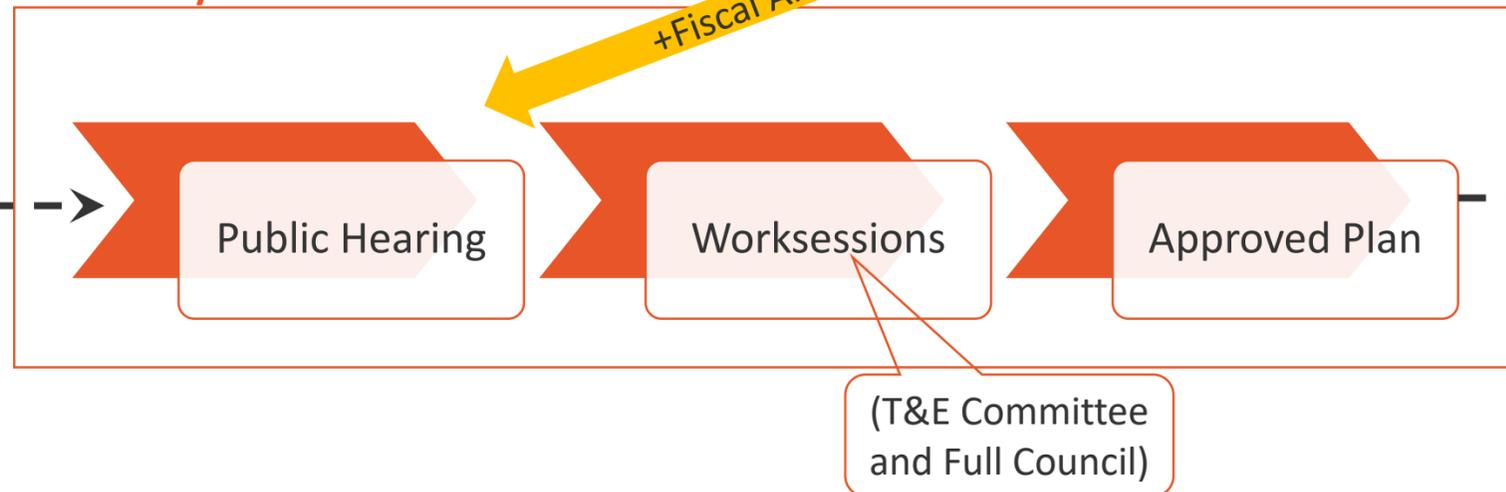 +Fiscal
Public Hearing
Worksessions
Approved Plan
(T&E Committee
and Full Council)